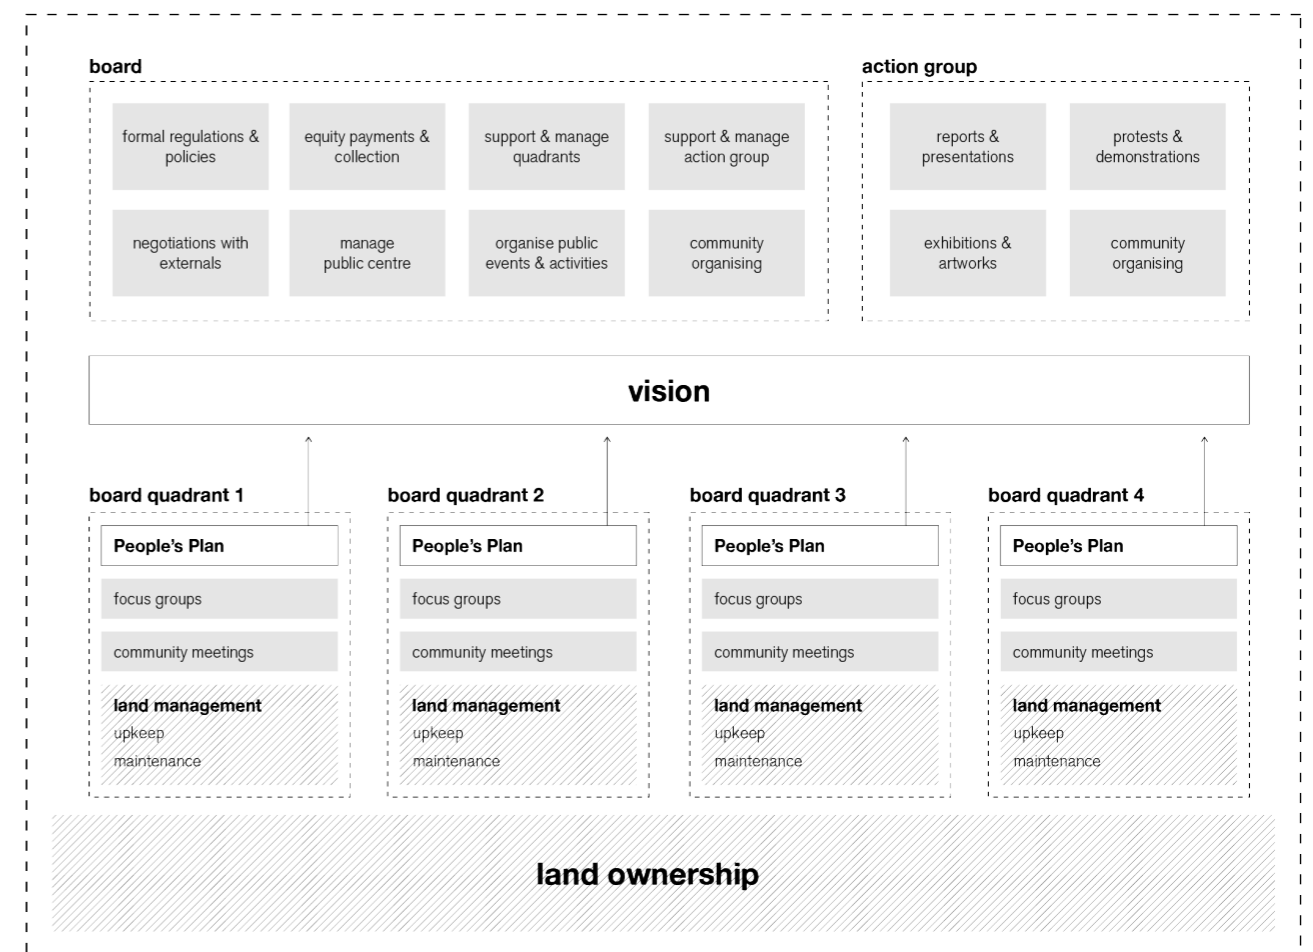 board
formal regulations &
policies
equity payments &
collection
support & manage
quadrants
support & manage
action group
negotiations with
externals
manage
public centre
organise public
events & activities
community
organising
action group
reports &
presentations
protests &
demonstrations
exhibitions &
artworks
community
organising
vision
board quadrant 1
People’s Plan
focus groups
community meetings
land management
upkeep
maintenance
board quadrant 2
People’s Plan
focus groups
community meetings
land management
upkeep
maintenance
board quadrant 3
People’s Plan
focus groups
community meetings
land management
upkeep
maintenance
board quadrant 4
People’s Plan
focus groups
community meetings
land management
upkeep
maintenance
land ownership